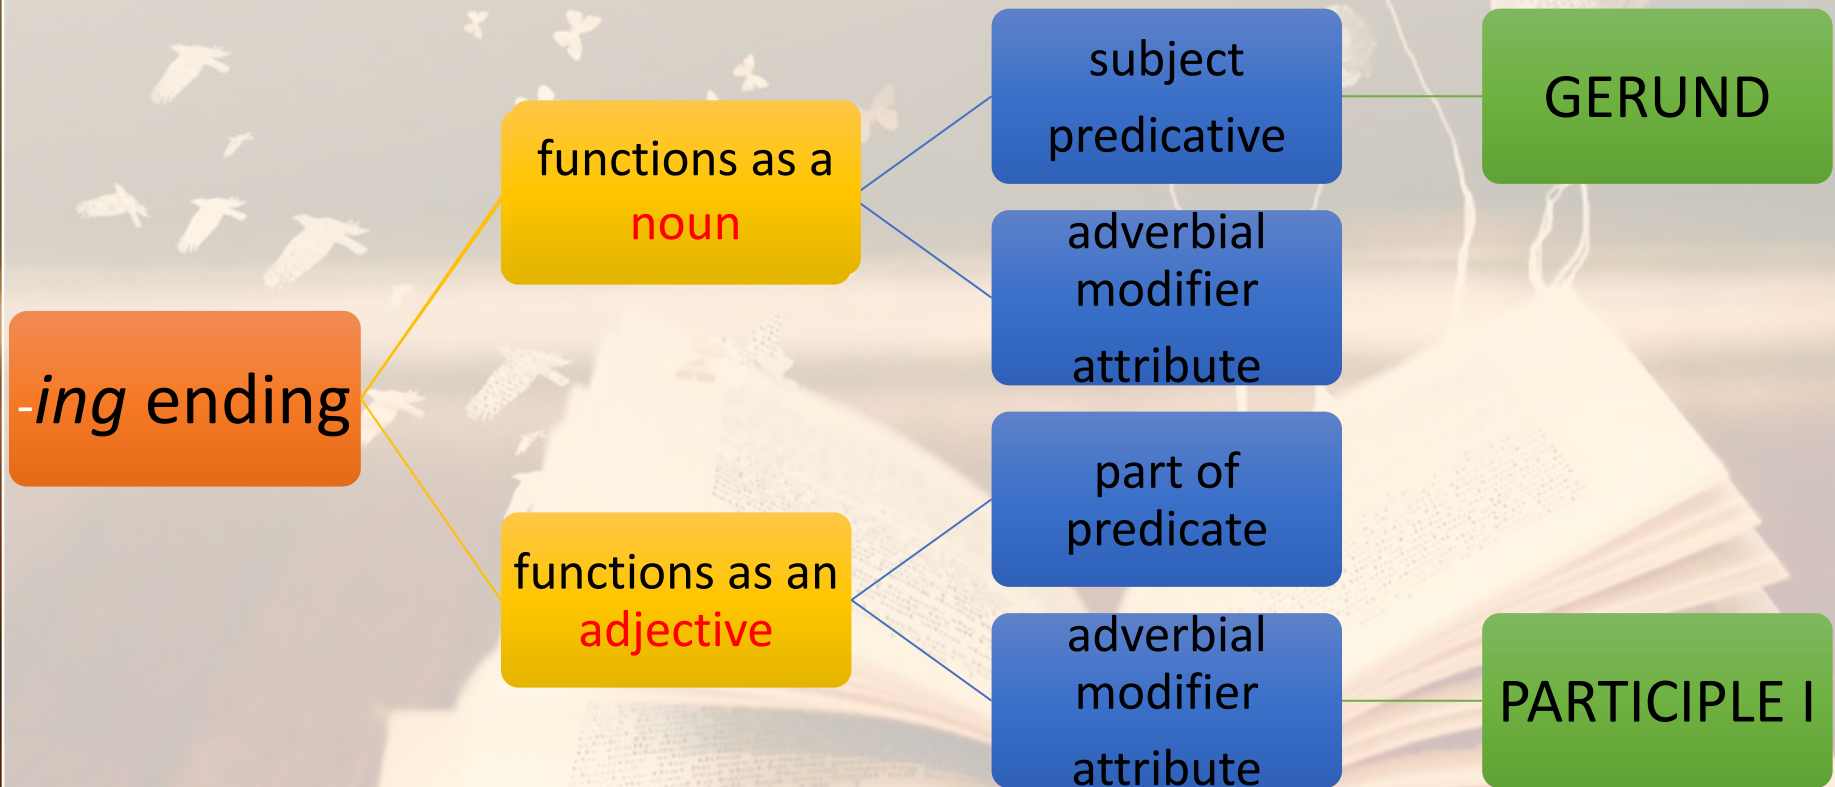 -ing ending
functions as a
noun
subject
predicative
GERUND
adverbial
modifier
attribute
functions as an
adjective
part of
predicate
adverbial
modifier
attribute
PARTICIPLE I